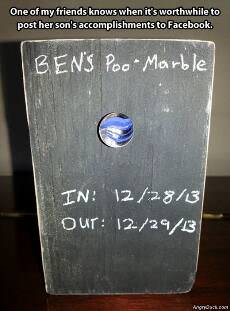 One of my friends knows when it's worthwhile to
post her son's accomplishments to Facebook.
BEN'S Poo-Marble
IN: 12/28/13
OUT: 12/29/13
AngryDuck.com